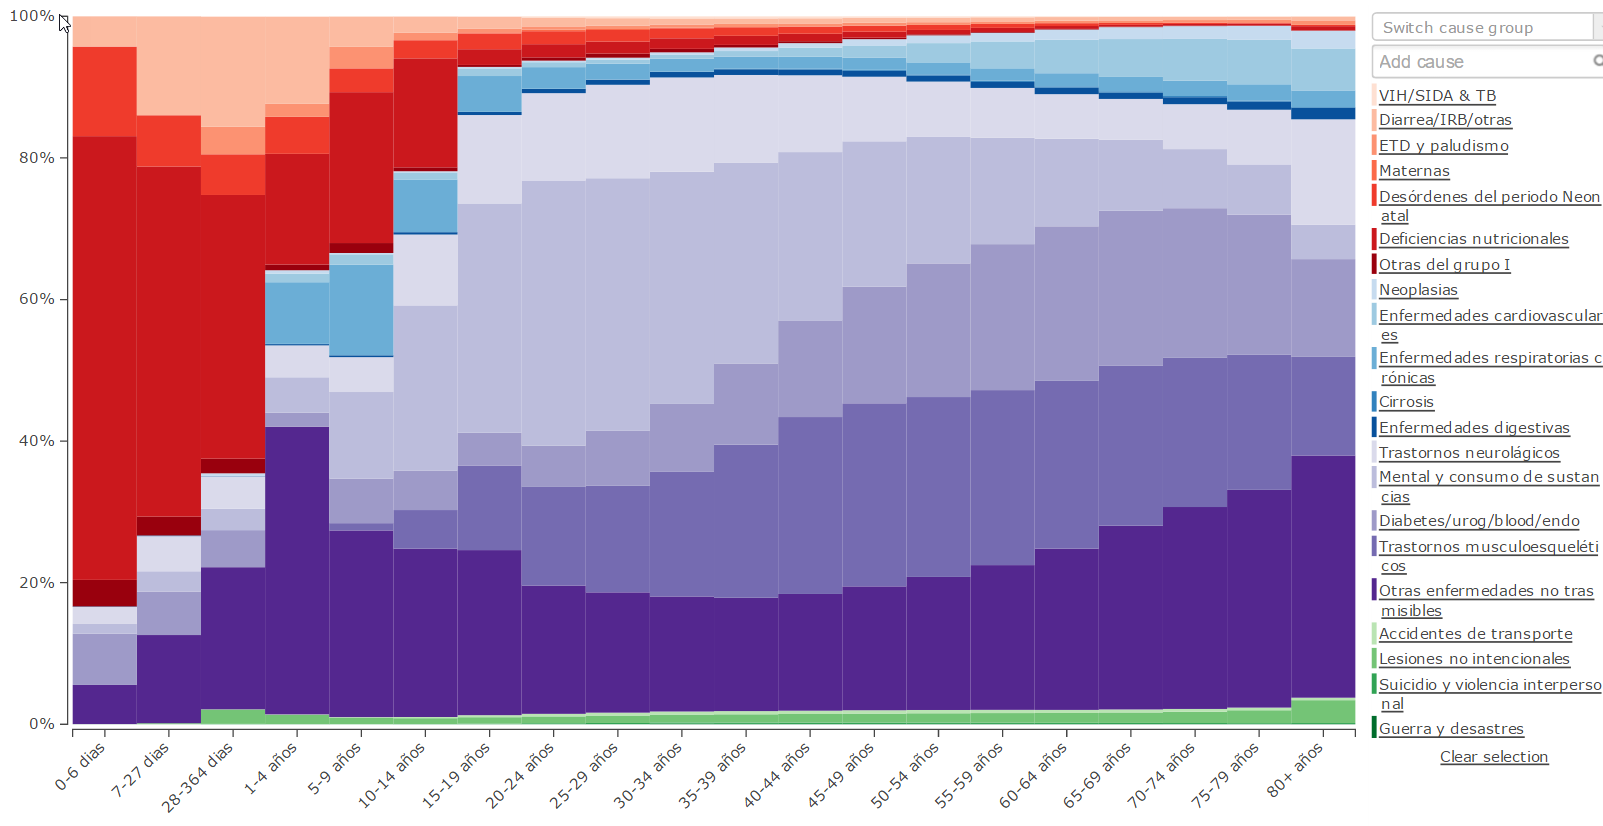 100%
80%
60%
40%
20%
0%
0-6 dias
7-27 dias
28-364 dias
1-4 años
5-9 años
10-14 años
15-19 años
20-24 años
25-29 años
30-34 años
35-39 años
40-44 años
45-49 años
50-54 años
55-59 años
60-64 años
65-69 años
70-74 años
75-79 años
80+ años
Switch cause group
Add cause
VIH/SIDA & TB
Diarrea/IRB/otras
ETD y paludismo
Maternas
Desórdenes del periodo Neon
atal
Deficiencias nutricionales
Otras del grupo I
Neoplasias
Enfermedades cardiovascular
es
Enfermedades respiratorias c
rónicas
Cirrosis
Enfermedades digestivas
Trastornos neurolágicos
Mental y consumo de sustan
cias
Diabetes/urog/blood/endo
Trastornos musculoesqueléti
cos
Otras enfermedades no tras
misibles
Accidentes de transporte
Lesiones no intencionales
Suicidio y violencia interperso
nal
Guerra y desastres
Clear selection